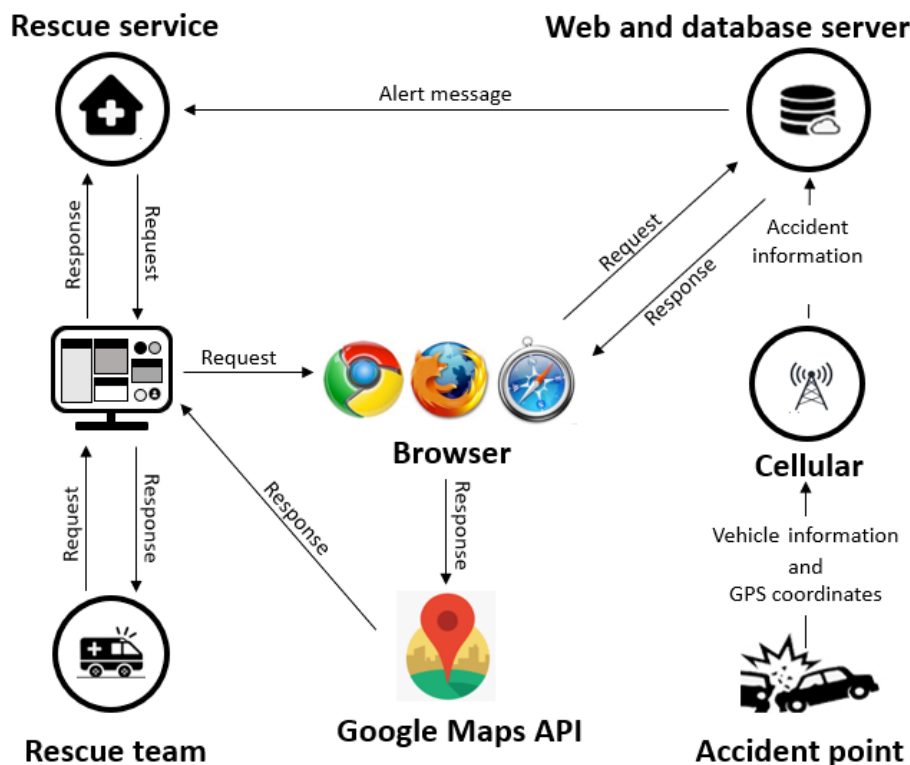 Rescue service
Web and database server
Alert message
Response
Request
Request
Response
Accident
information
Request
Browser
Cellular
Request
Response
Response
Response
Vehicle information
and
GPS coordinates
Rescue team
Google Maps API
Accident point